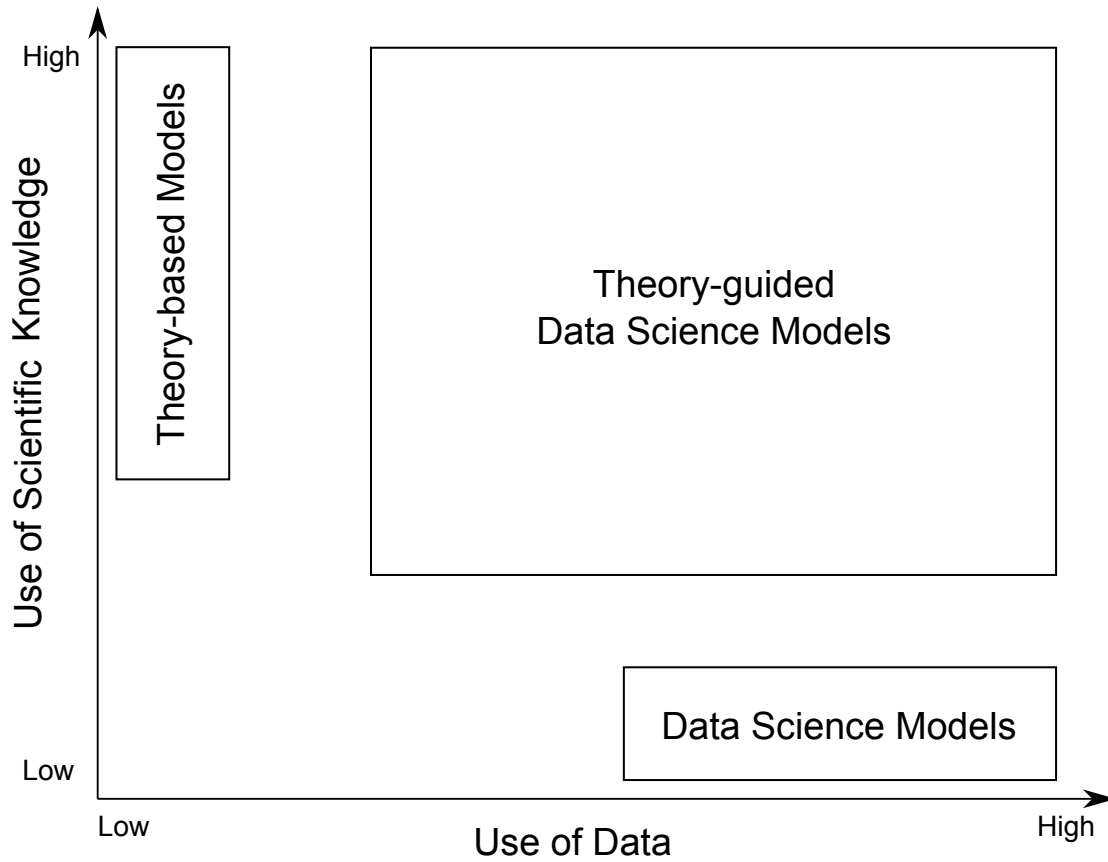 High
Use of Scientific Knowledge
Theory-based Models
Theory-guided
Data Science Models
Data Science Models
Low
Low
Use of Data
High